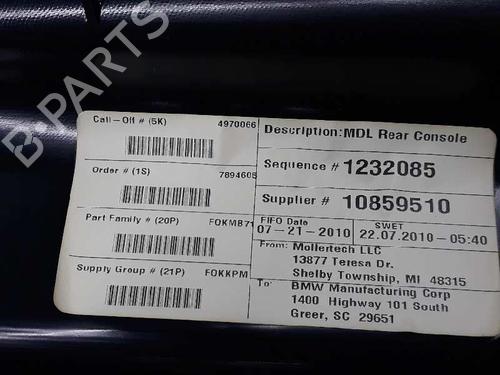 B-PARTS
Call-Off # (5K) 4970066
Order # (1S) 7894605
Part Family # (20P) FOKMB71
Supply Group # (21P) FOKKPM
Description: MDL Rear Console
Sequence # 1232085
Supplier # 10859510
FIFO Date
07-21-2010
SWET
22.07.2010-05:40
From: Mollertech LLC
13877 Teresa Dr.
Shelby Township, MI 48315
To: BMW Manufacturing Corp
1400 Highway 101 South
Greer, SC 29651